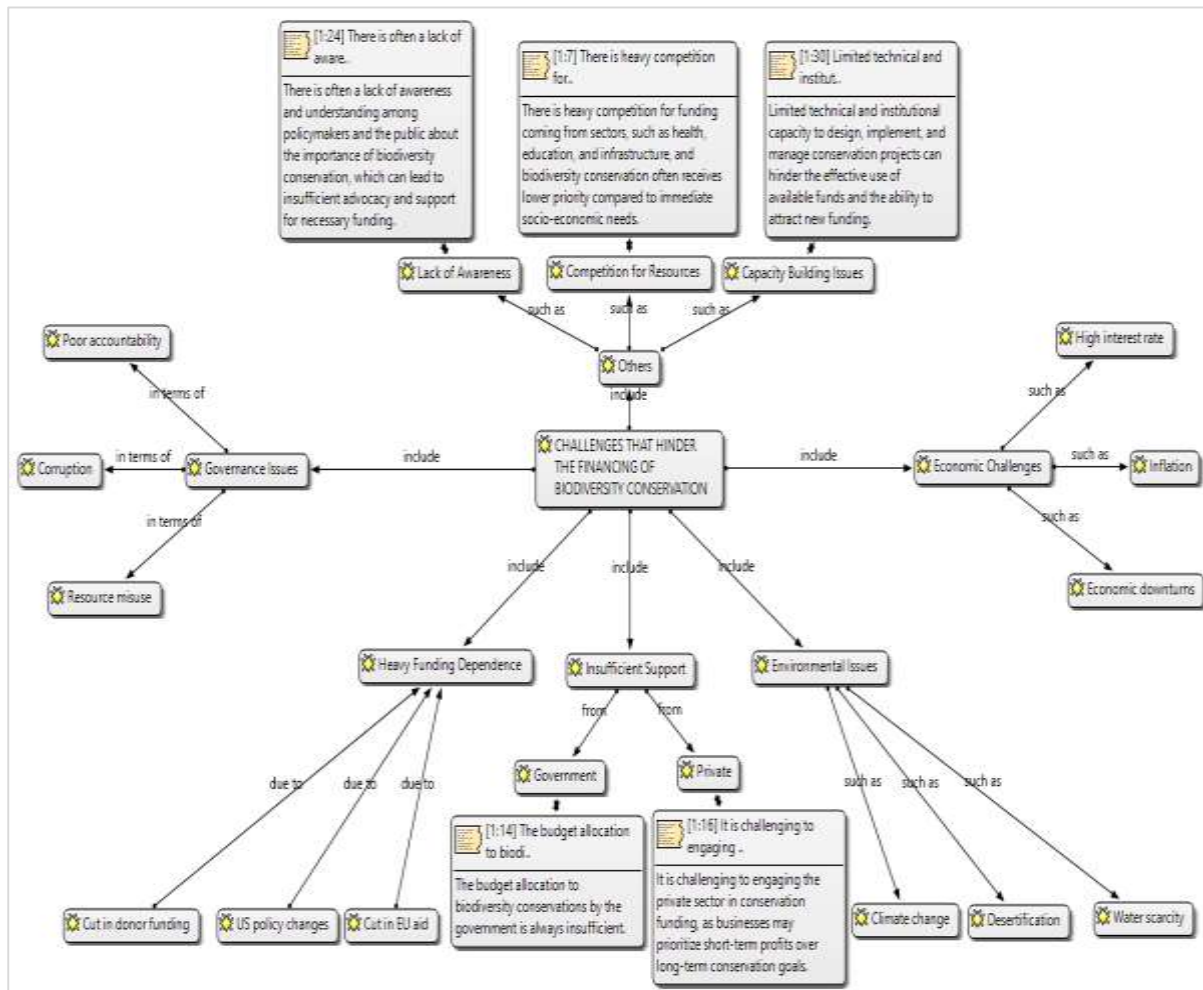 [1:24] There is often a lack of
aware..
There is often a lack of awareness
and understanding among
policymakers and the public about
the importance of biodiversity
conservation, which can lead to
insufficient advocacy and support
for necessary funding.
[1:7] There is heavy competition
for..
There is heavy competition for funding
coming from sectors, such as health,
education, and infrastructure, and
biodiversity conservation often receives
lower priority compared to immediate
socio-economic needs.
[1:30] Limited technical and
institut..
Limited technical and institutional
capacity to design, implement, and
manage conservation projects can
hinder the effective use of
available funds and the ability to
attract new funding.
Lack of Awareness
Competition for Resources
Capacity Building Issues
such as
such as
such as
Others
include
Poor accountability
in terms of
Corruption
in terms of
Governance Issues
in terms of
Resource misuse
include
CHALLENGES THAT HINDER
THE FINANCING OF
BIODIVERSITY CONSERVATION
include
Economic Challenges
High interest rate
such as
such as
Inflation
such as
Economic downturns
include
include
include
Heavy Funding Dependence
Insufficient Support
Environmental Issues
from
from
Government
Private
due to
due to
due to
such as
such as
such as
Cut in donor funding
US policy changes
Cut in EU aid
[1:14] The budget allocation
to biodi..
The budget allocation to
biodiversity conservations by the
government is always insufficient.
[1:16] It is challenging to
engaging ..
It is challenging to engaging the
private sector in conservation
funding, as businesses may
prioritize short-term profits over
long-term conservation goals.
Climate change
Desertification
Water scarcity